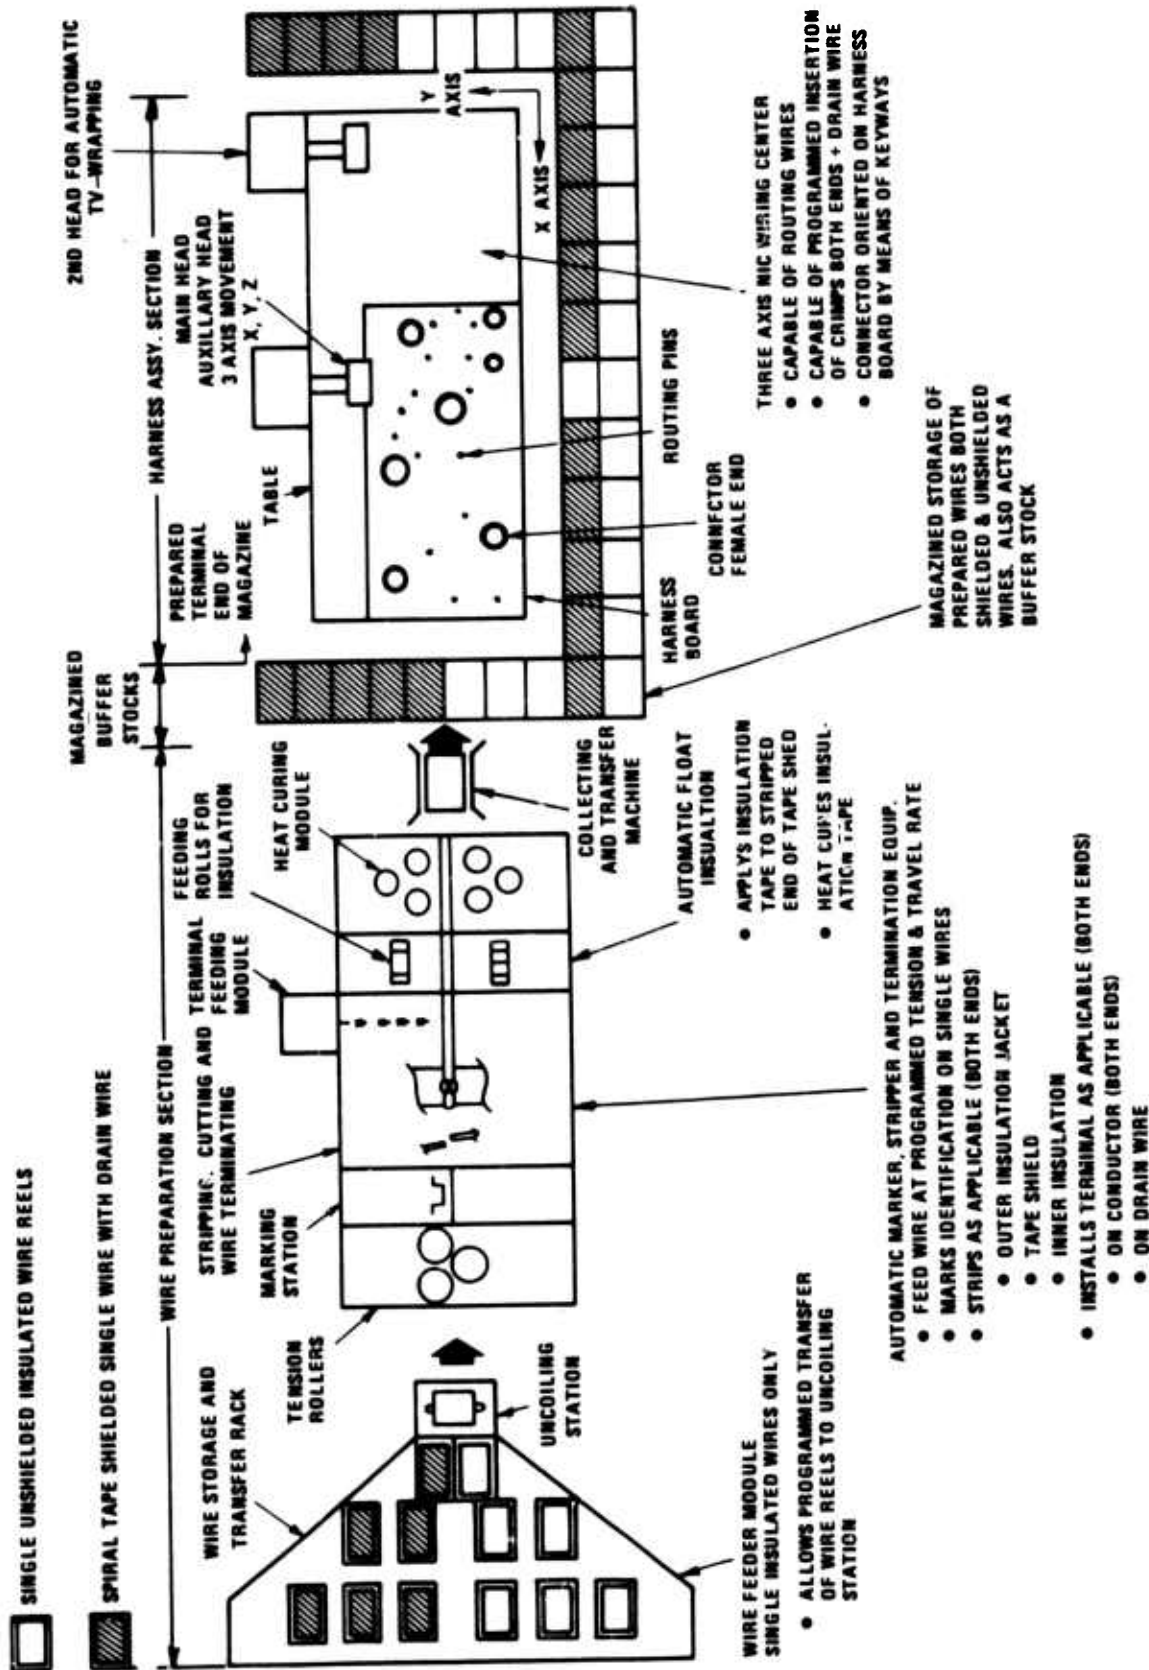 SINGLE UNSHIELDED INSULATED WIRE REELS
SPIRAL TAPE SHIELDED SINGLE WIRE WITH DRAIN WIRE
WIRE PREPARATION SECTION
MAGAZINED
BUFFER
STOCKS
HARNESS ASSY. SECTION
2ND HEAD FOR AUTOMATIC
TV-WRAPPING
WIRE STORAGE AND
TRANSFER RACK
TENSION
ROLLERS
MARKING
STATION
STRIPPING. CUTTING AND
WIRE TERMINATING
TERMINAL
FEEDING
MODULE
FEEDING
ROLLS FOR
INSULATION
HEAT CURING
MODULE
PREPARED
TERMINAL
END OF
MAGAZINE
TABLE
MAIN HEAD
AUXILLARY HEAD
3 AXIS MOVEMENT
X, Y, Z
Y
AXIS
X AXIS
UNCOILING
STATION
COLLECTING
AND TRANSFER
MACHINE
HARNESS
BOARD
CONNFCTOR
FEMALE END
ROUTING PINS
WIRE FEEDER MODULE
SINGLE INSULATED WIRES ONLY
● ALLOWS PROGRAMMED TRANSFER
OF WIRE REELS TO UNCOILING
STATION
AUTOMATIC FLOAT
INSUALTION
● APPLYS INSULATION
TAPE TO STRIPPED
END OF TAPE SHED
● HEAT CURES INSUL-
ATION TAPE
THREE AXIS NIC WIRING CENTER
● CAPABLE OF ROUTING WIRES
● CAPABLE OF PROGRAMMED INSERTION
OF CRIMPS BOTH ENDS + DRAIN WIRE
● CONNECTOR ORIENTED ON HARNESS
BOARD BY MEANS OF KEYWAYS
MAGAZINED STORAGE OF
PREPARED WIRES BOTH
SHIELDED & UNSHIELDED
WIRES. ALSO ACTS AS A
BUFFER STOCK
AUTOMATIC MARKER, STRIPPER AND TERMINATION EQUIP.
● FEED WIRE AT PROGRAMMED TENSION & TRAVEL RATE
● MARKS IDENTIFICATION ON SINGLE WIRES
● STRIPS AS APPLICABLE (BOTH ENDS)
● OUTER INSULATION JACKET
● TAPE SHIELD
● INNER INSULATION
● INSTALLS TERMINAL AS APPLICABLE (BOTH ENDS)
● ON CONDUCTOR (BOTH ENDS)
● ON DRAIN WIRE